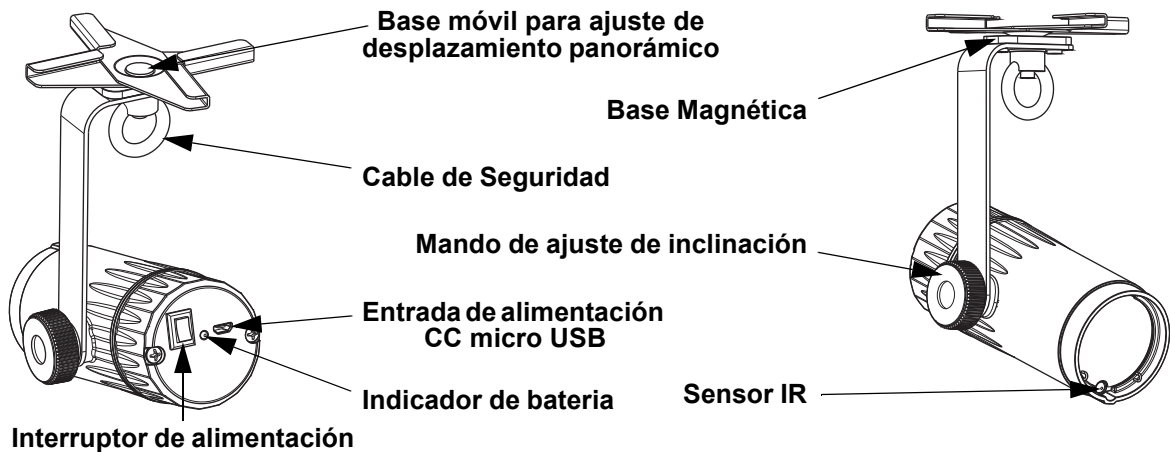 Base móvil para ajuste de
desplazamiento panorámico
Base Magnética
Cable de Seguridad
Mando de ajuste de inclinación
Entrada de alimentación
CC micro USB
Indicador de bateria
Sensor IR
Interruptor de alimentación